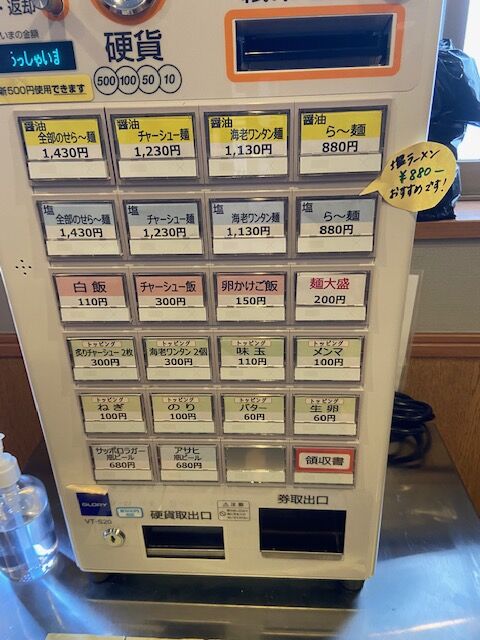 返却
いまの金額
らっしゃいま
新500円使用できます
硬貨
500 100 50 10
醤油
全部のせら〜麺
1,430円
醤油
チャーシュー麺
1,230円
醤油
海老ワンタン麺
1,130円
醤油
ら〜麺
880円
塩ラーメン
¥880-
おすすめです!
塩
全部のせら〜麺
1,430円
塩
チャーシュー麺
1,230円
塩
海老ワンタン麺
1,130円
塩
ら〜麺
880円
白飯
110円
チャーシュー飯
300円
卵かけご飯
150円
麺大盛
200円
トッピング
炙りチャーシュー2枚
300円
トッピング
海老ワンタン2個
300円
トッピング
味玉
110円
トッピング
メンマ
100円
トッピング
ねぎ
100円
トッピング
のり
100円
トッピング
バター
60円
トッピング
生卵
60円
サッポロラガー
瓶ビール
680円
アサヒ
瓶ビール
680円
領収書
GLORY
VT-S20
硬貨取出口
注意
券取出口